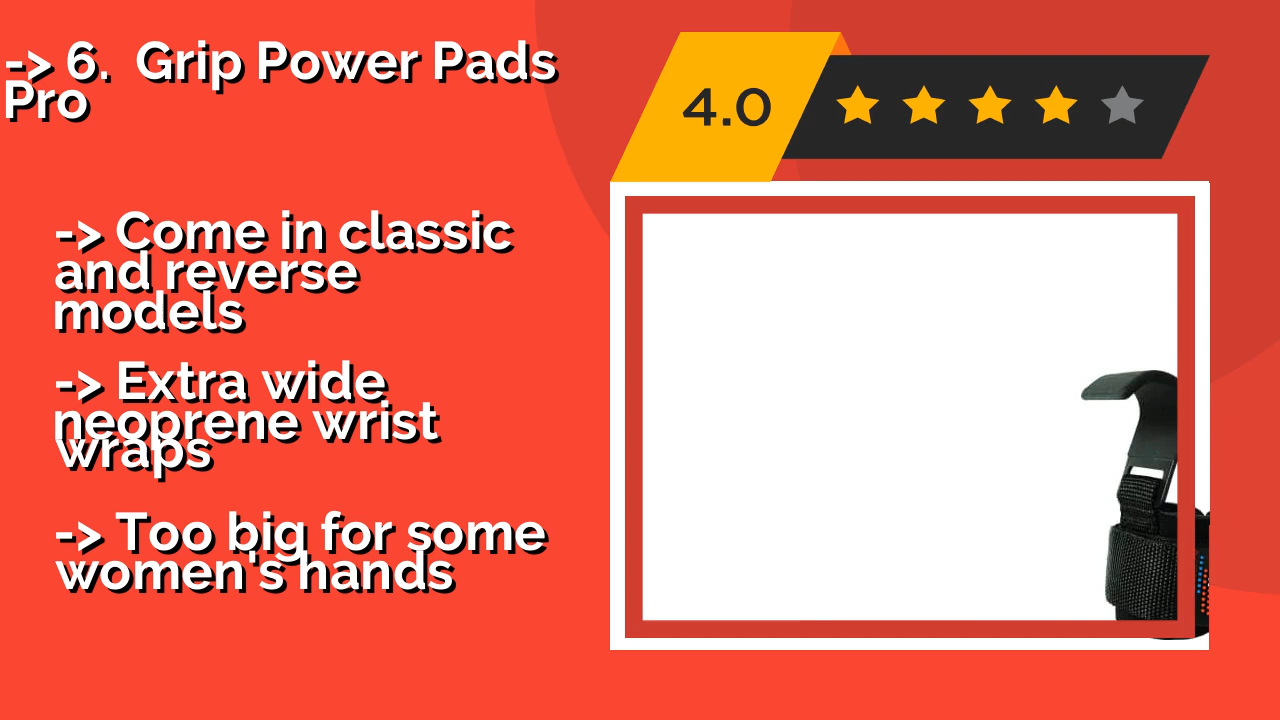 -> 6.  Grip Power Pads
Pro
4.0
-> Come in classic
and reverse
models
-> Extra wide
neoprene wrist
wraps
-> Too big for some
women's hands